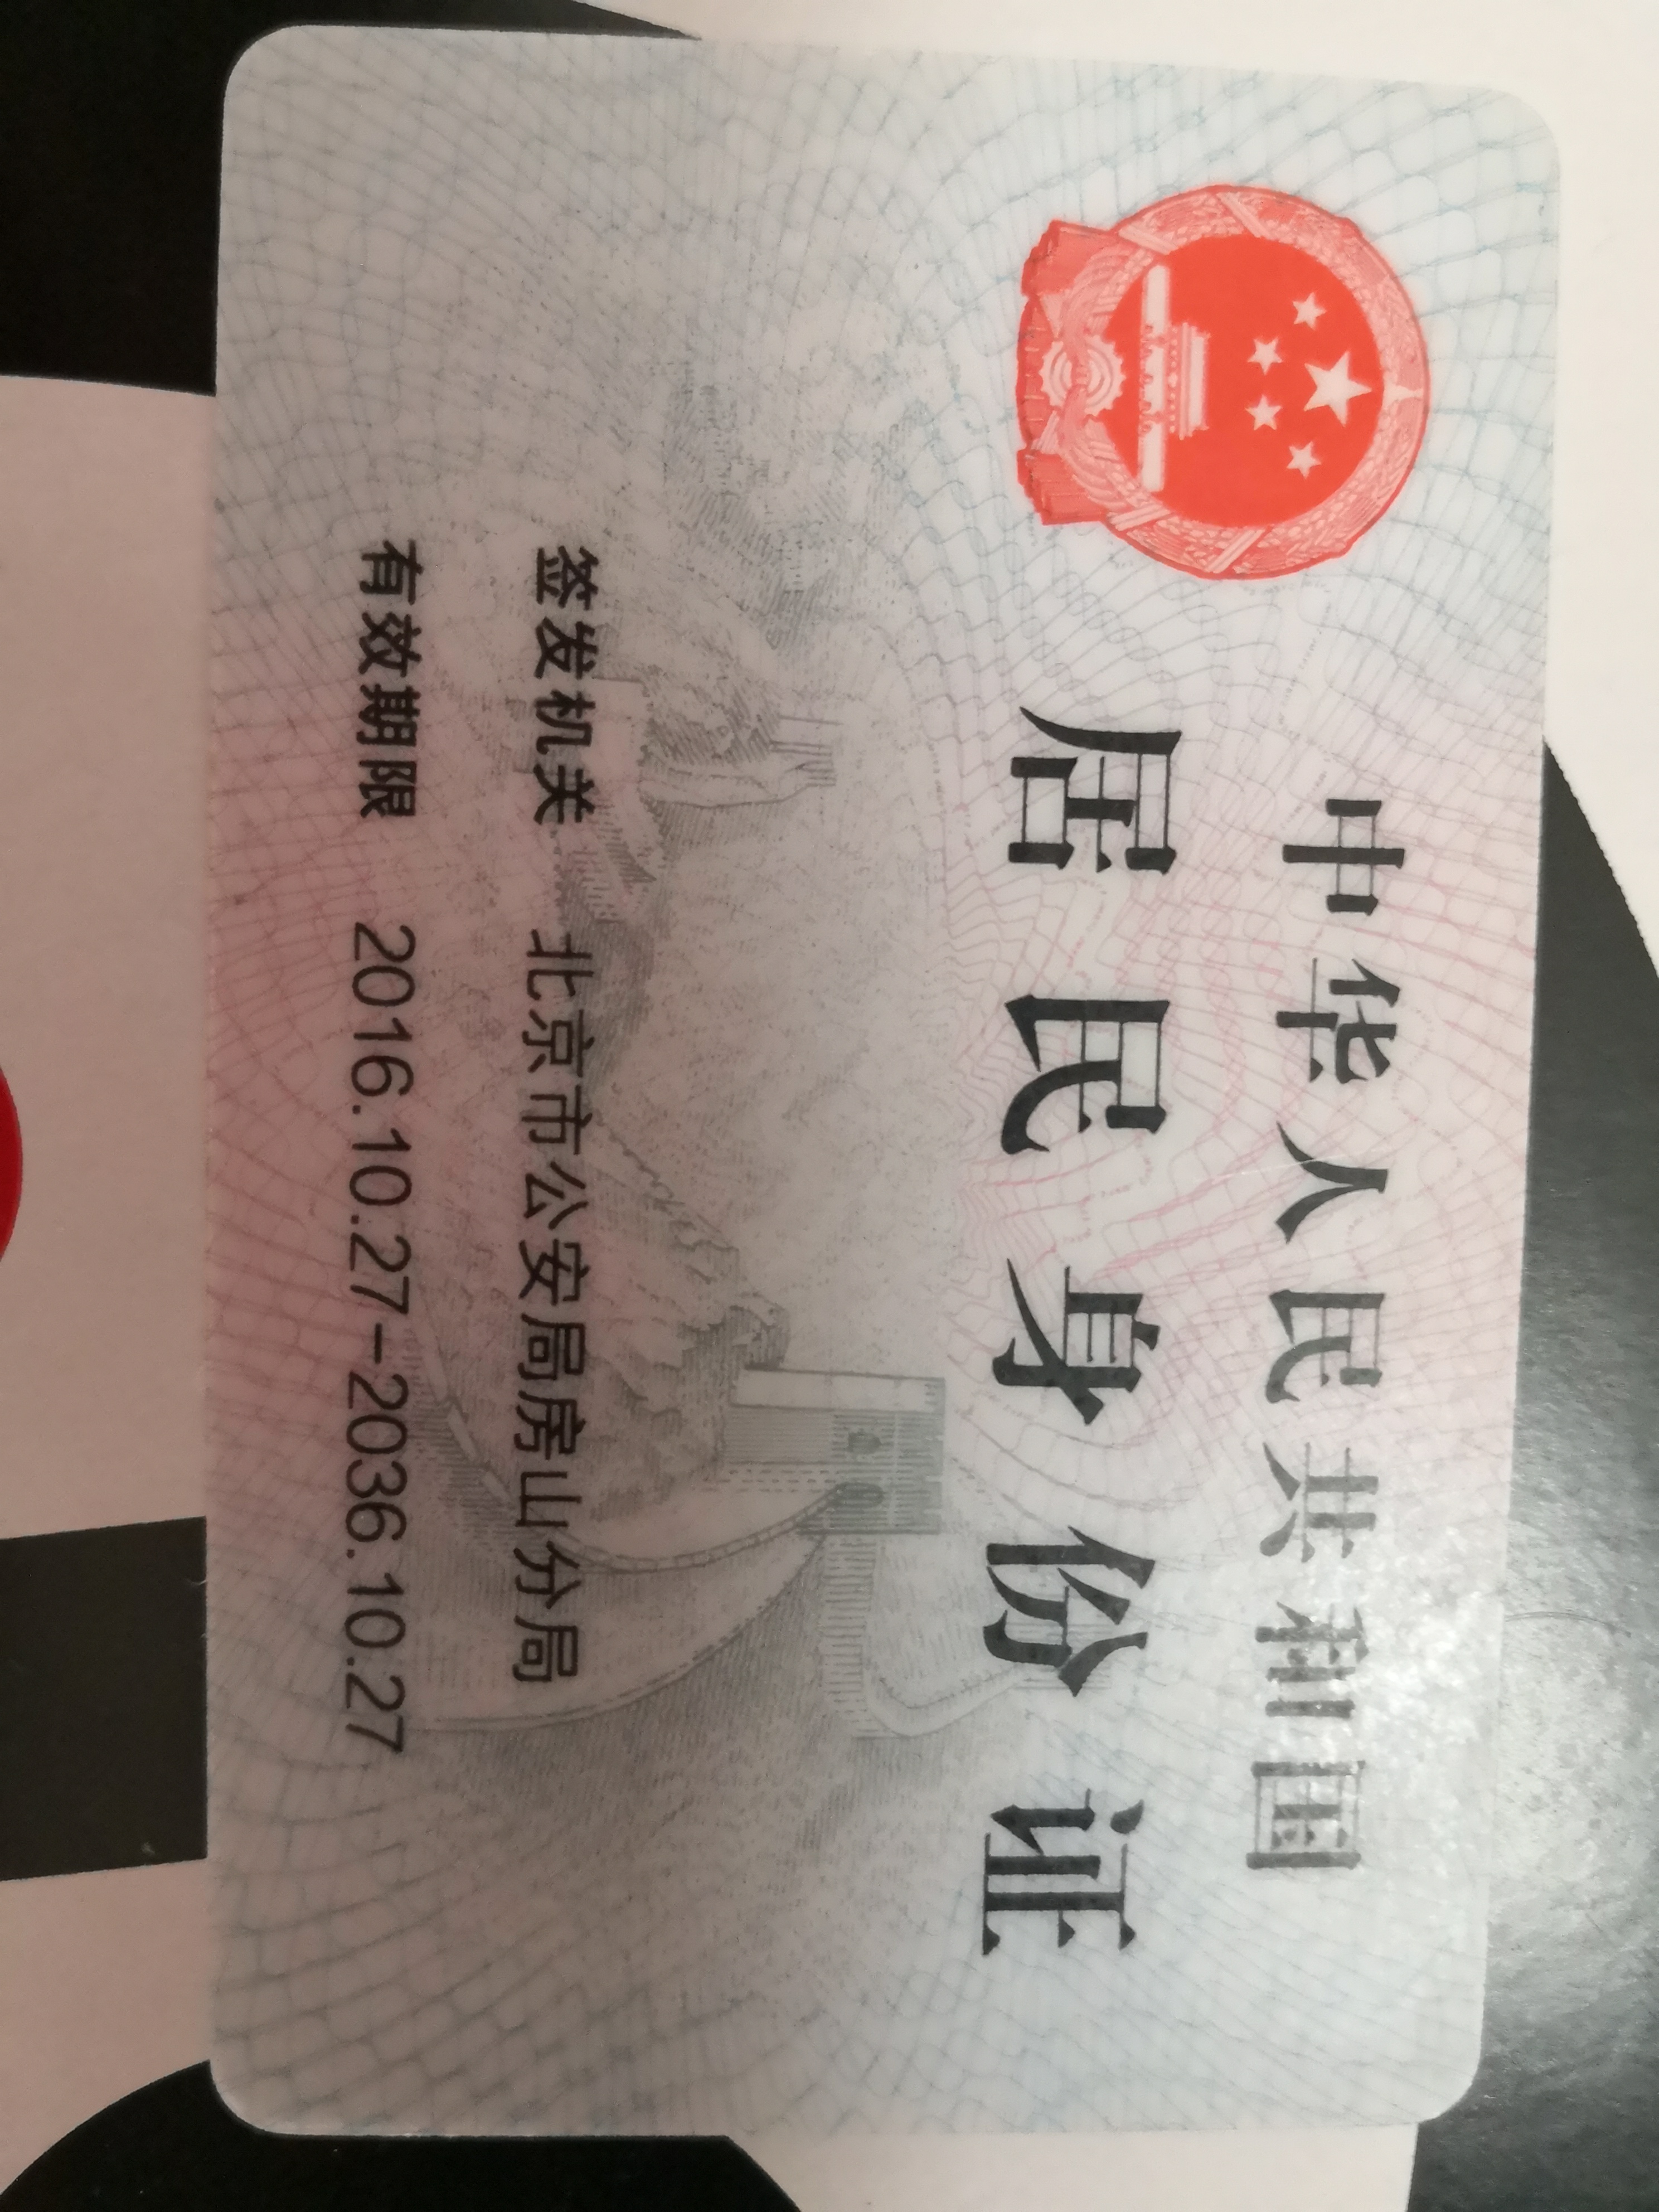 中华人民共和国
居民身份证
签发机关 北京市公安局房山分局
有效期限 2016.10.27-2036.10.27